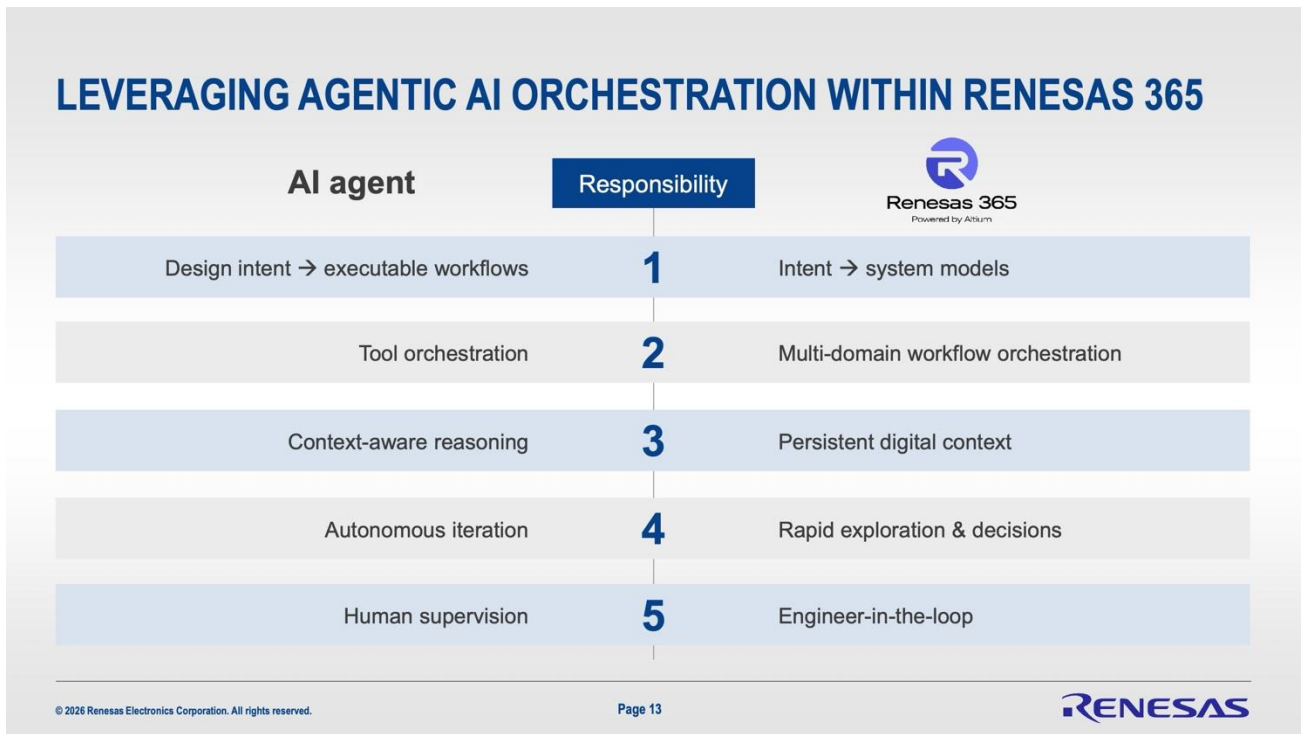 LEVERAGING AGENTIC AI ORCHESTRATION WITHIN RENESAS 365
AI agent
Responsibility
Renesas 365
Powered by Altium
Design intent → executable workflows
1
Intent → system models
Tool orchestration
2
Multi-domain workflow orchestration
Context-aware reasoning
3
Persistent digital context
Autonomous iteration
4
Rapid exploration & decisions
Human supervision
5
Engineer-in-the-loop
© 2026 Renesas Electronics Corporation. All rights reserved.
Page 13
RENESAS